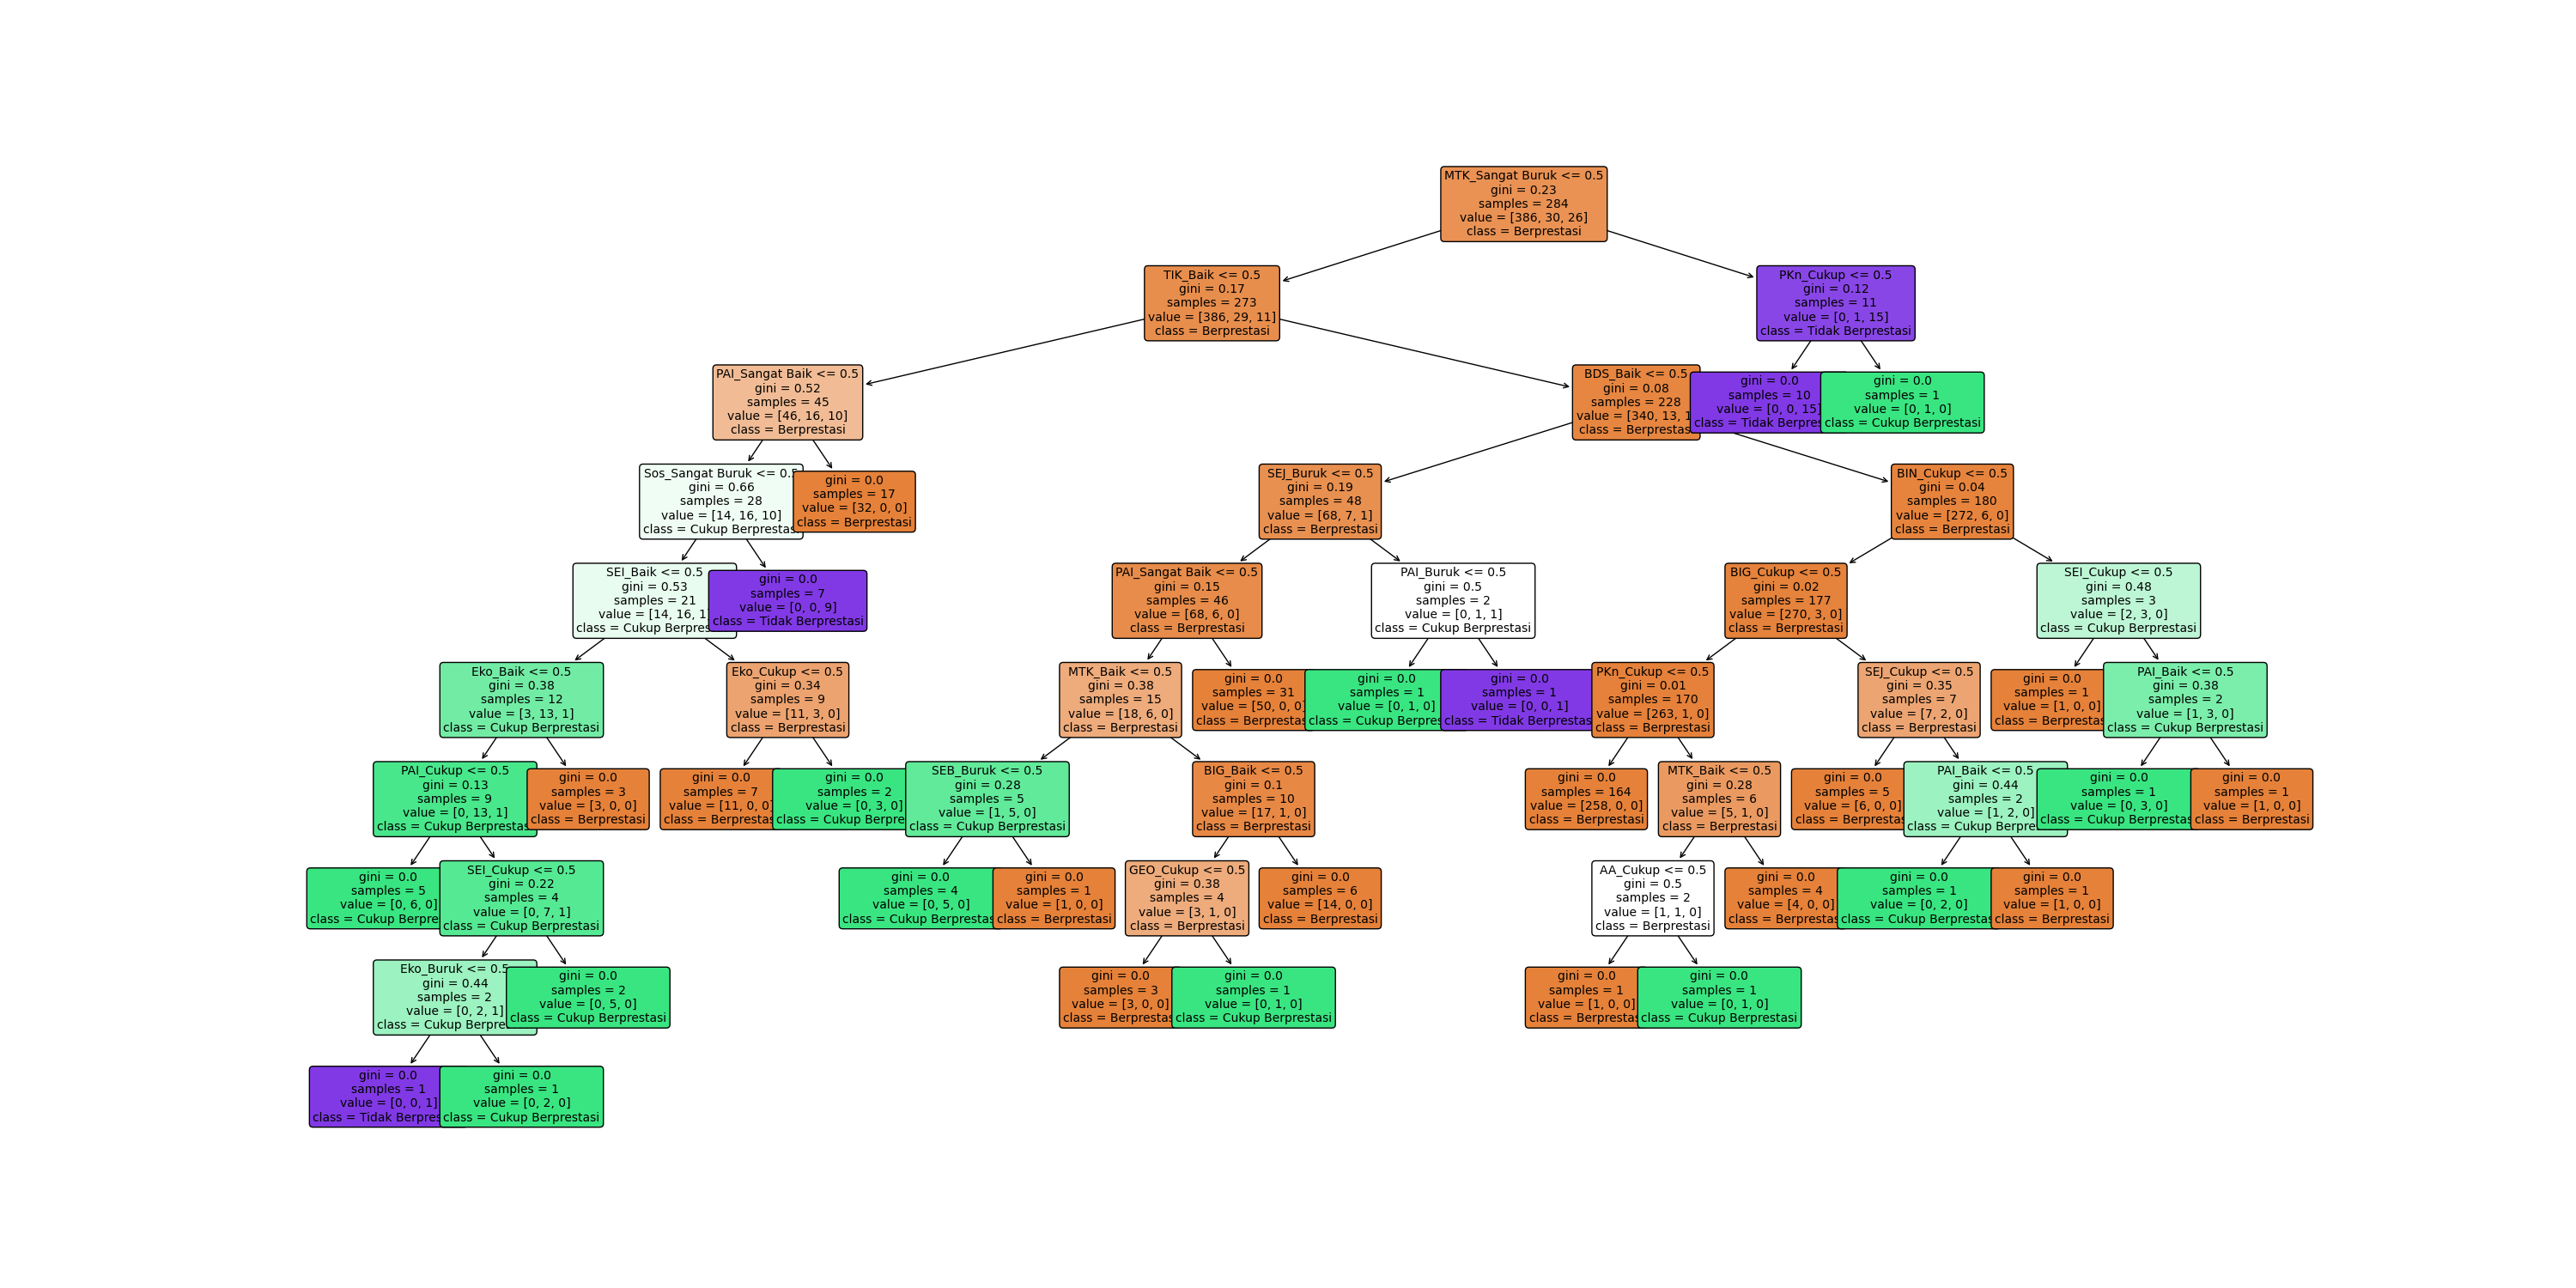 MTK_Sangat Buruk <= 0.5
gini = 0.23
samples = 284
value = [386, 30, 26]
class = Berprestasi
TIK_Baik <= 0.5
gini = 0.17
samples = 273
value = [386, 29, 11]
class = Berprestasi
PKn_Cukup <= 0.5
gini = 0.12
samples = 11
value = [0, 1, 15]
class = Tidak Berprestasi
PAI_Sangat Baik <= 0.5
gini = 0.52
samples = 45
value = [46, 16, 10]
class = Berprestasi
BDS_Baik <= 0.5
gini = 0.08
samples = 228
value = [340, 13, 1
class = Berprestas
gini = 0.0
samples = 10
value = [0, 0, 15]
class = Tidak Berpres
gini = 0.0
samples = 1
value = [0, 1, 0]
class = Cukup Berprestasi
Sos_Sangat Buruk <= 0.5
gini = 0.66
samples = 28
value = [14, 16, 10]
class = Cukup Berprestas
gini = 0.0
samples = 17
value = [32, 0, 0]
class = Berprestasi
SEJ_Buruk <= 0.5
gini = 0.19
samples = 48
value = [68, 7, 1]
class = Berprestasi
BIN_Cukup <= 0.5
gini = 0.04
samples = 180
value = [272, 6, 0]
class = Berprestasi
SEI_Baik <= 0.5
gini = 0.53
samples = 21
value = [14, 16, 1
class = Cukup Berpres
gini = 0.0
samples = 7
value = [0, 0, 9]
class = Tidak Berprestasi
PAI_Sangat Baik <= 0.5
gini = 0.15
samples = 46
value = [68, 6, 0]
class = Berprestasi
PAI_Buruk <= 0.5
gini = 0.5
samples = 2
value = [0, 1, 1]
class = Cukup Berprestasi
BIG_Cukup <= 0.5
gini = 0.02
samples = 177
value = [270, 3, 0]
class = Berprestasi
SEI_Cukup <= 0.5
gini = 0.48
samples = 3
value = [2, 3, 0]
class = Cukup Berprestasi
Eko_Baik <= 0.5
gini = 0.38
samples = 12
value = [3, 13, 1]
class = Cukup Berprestasi
Eko_Cukup <= 0.5
gini = 0.34
samples = 9
value = [11, 3, 0]
class = Berprestasi
MTK_Baik <= 0.5
gini = 0.38
samples = 15
value = [18, 6, 0]
class = Berprestasi
gini = 0.0
samples = 31
value = [50, 0, 0]
class = Berprestas
gini = 0.0
samples = 1
value = [0, 1, 0]
class = Cukup Berpres
gini = 0.0
samples = 1
value = [0, 0, 1]
class = Tidak Berprestas
PKn_Cukup <= 0.5
gini = 0.01
samples = 170
value = [263, 1, 0]
class = Berprestasi
SEJ_Cukup <= 0.5
gini = 0.35
samples = 7
value = [7, 2, 0]
class = Berprestasi
gini = 0.0
samples = 1
value = [1, 0, 0]
class = Berprestas
PAI_Baik <= 0.5
gini = 0.38
samples = 2
value = [1, 3, 0]
class = Cukup Berprestasi
PAI_Cukup <= 0.5
gini = 0.13
samples = 9
value = [0, 13, 1]
class = Cukup Berprestas
gini = 0.0
samples = 3
value = [3, 0, 0]
class = Berprestasi
gini = 0.0
samples = 7
value = [11, 0, 0]
class = Berprestas
gini = 0.0
samples = 2
value = [0, 3, 0]
class = Cukup Berpre
SEB_Buruk <= 0.5
gini = 0.28
samples = 5
value = [1, 5, 0]
class = Cukup Berprestasi
BIG_Baik <= 0.5
gini = 0.1
samples = 10
value = [17, 1, 0]
class = Berprestasi
gini = 0.0
samples = 164
value = [258, 0, 0]
class = Berprestasi
MTK_Baik <= 0.5
gini = 0.28
samples = 6
value = [5, 1, 0]
class = Berprestasi
gini = 0.0
samples = 5
value = [6, 0, 0]
class = Berprestas
PAI_Baik <= 0.5
gini = 0.44
samples = 2
value = [1, 2, 0]
class = Cukup Berpre
gini = 0.0
samples = 1
value = [0, 3, 0]
class = Cukup Berprestas
gini = 0.0
samples = 1
value = [1, 0, 0]
class = Berprestasi
gini = 0.0
samples = 5
value = [0, 6, 0]
class = Cukup Berpre
SEI_Cukup <= 0.5
gini = 0.22
samples = 4
value = [0, 7, 1]
class = Cukup Berprestasi
gini = 0.0
samples = 4
value = [0, 5, 0]
class = Cukup Berprestas
gini = 0.0
samples = 1
value = [1, 0, 0]
class = Berprestasi
GEO_Cukup <= 0.5
gini = 0.38
samples = 4
value = [3, 1, 0]
class = Berprestasi
gini = 0.0
samples = 6
value = [14, 0, 0]
class = Berprestasi
AA_Cukup <= 0.5
gini = 0.5
samples = 2
value = [1, 1, 0]
class = Berprestasi
gini = 0.0
samples = 4
value = [4, 0, 0]
class = Berprestas
gini = 0.0
samples = 1
value = [0, 2, 0]
class = Cukup Berprestas
gini = 0.0
samples = 1
value = [1, 0, 0]
class = Berprestasi
Eko_Buruk <= 0.5
gini = 0.44
samples = 2
value = [0, 2, 1]
class = Cukup Berpre
gini = 0.0
samples = 2
value = [0, 5, 0]
class = Cukup Berprestasi
gini = 0.0
samples = 3
value = [3, 0, 0]
class = Berprestas
gini = 0.0
samples = 1
value = [0, 1, 0]
class = Cukup Berprestasi
gini = 0.0
samples = 1
value = [1, 0, 0]
class = Berprestas
gini = 0.0
samples = 1
value = [0, 1, 0]
class = Cukup Berprestasi
gini = 0.0
samples = 1
value = [0, 0, 1]
class = Tidak Berpres
gini = 0.0
samples = 1
value = [0, 2, 0]
class = Cukup Berprestasi